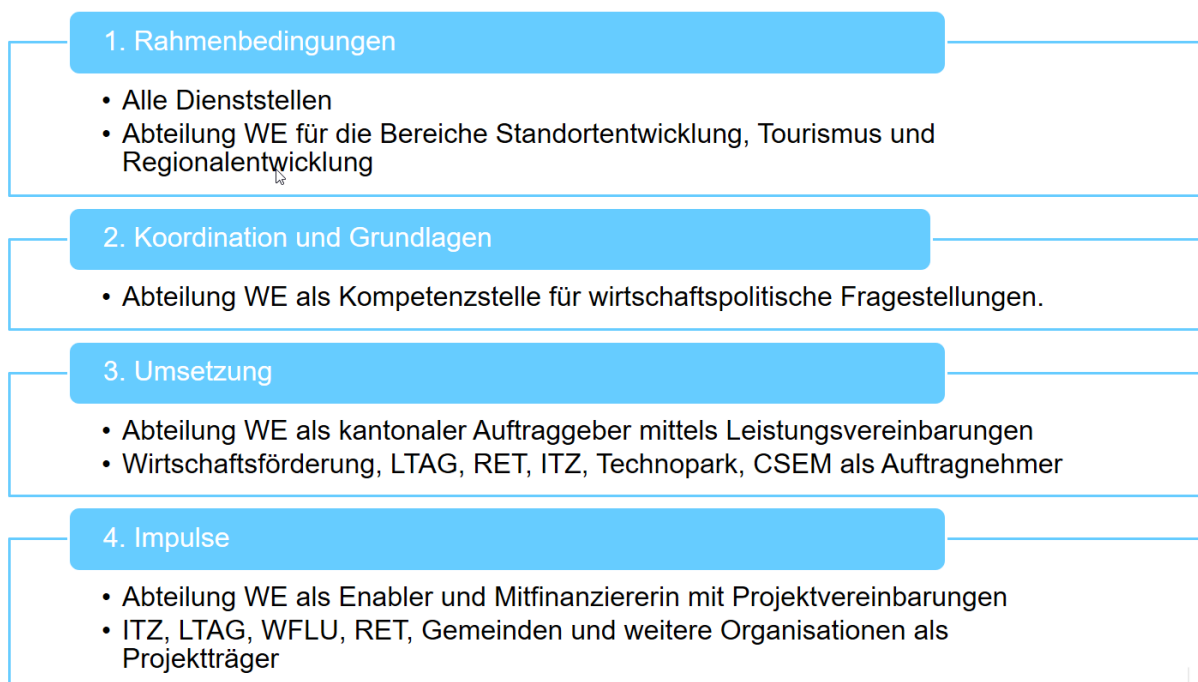 1. Rahmenbedingungen
• Alle Dienststellen
• Abteilung WE für die Bereiche Standortentwicklung, Tourismus und
Regionalentwicklung
2. Koordination und Grundlagen
• Abteilung WE als Kompetenzstelle für wirtschaftspolitische Fragestellungen.
3. Umsetzung
• Abteilung WE als kantonaler Auftraggeber mittels Leistungsvereinbarungen
• Wirtschaftsförderung, LTAG, RET, ITZ, Technopark, CSEM als Auftragnehmer
4. Impulse
• Abteilung WE als Enabler und Mitfinanziererin mit Projektvereinbarungen
• ITZ, LTAG, WFLU, RET, Gemeinden und weitere Organisationen als
Projektträger